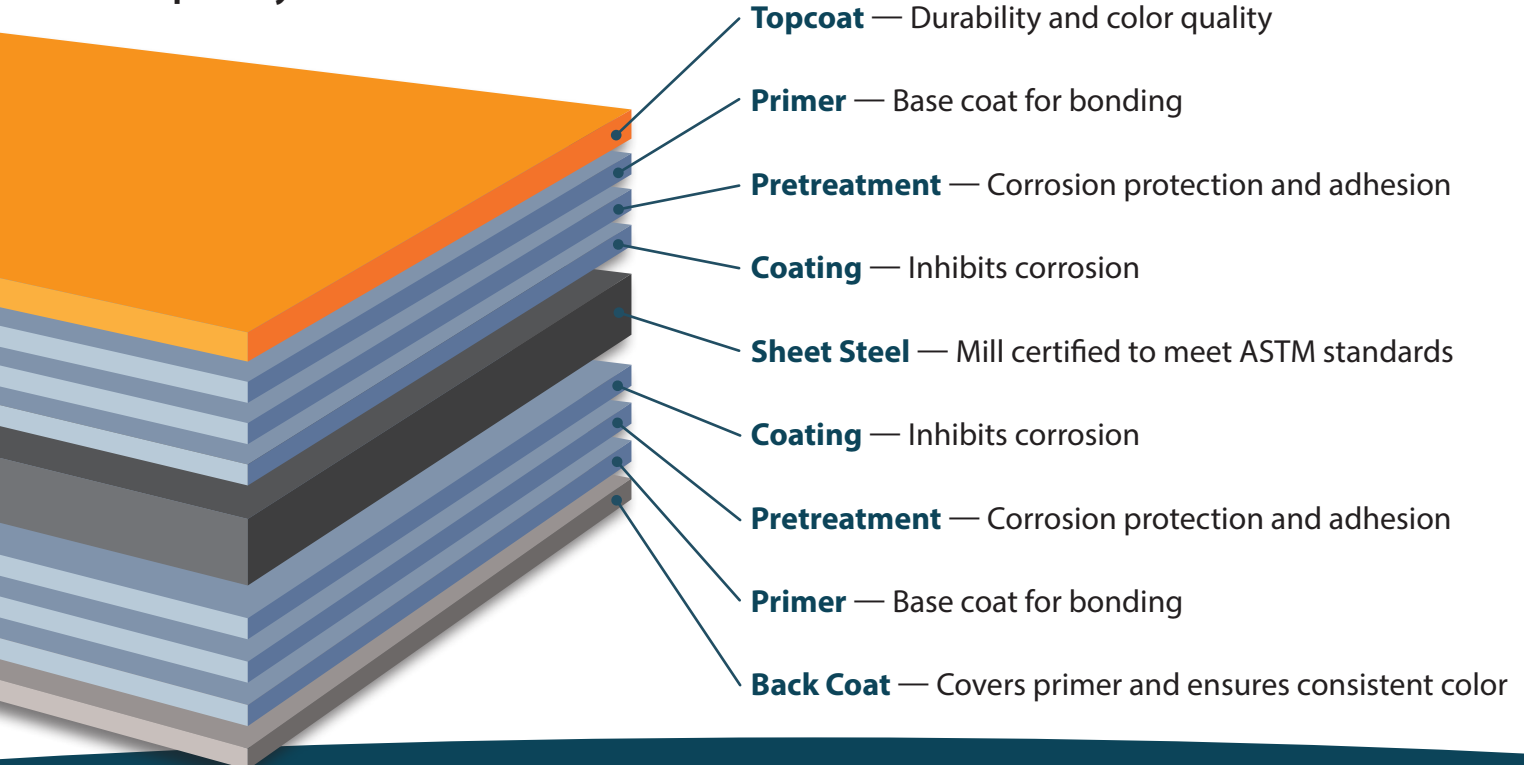 Topcoat — Durability and color quality
Primer — Base coat for bonding
Pretreatment — Corrosion protection and adhesion
Coating — Inhibits corrosion
Sheet Steel — Mill certified to meet ASTM standards
Coating — Inhibits corrosion
Pretreatment — Corrosion protection and adhesion
Primer — Base coat for bonding
Back Coat — Covers primer and ensures consistent color